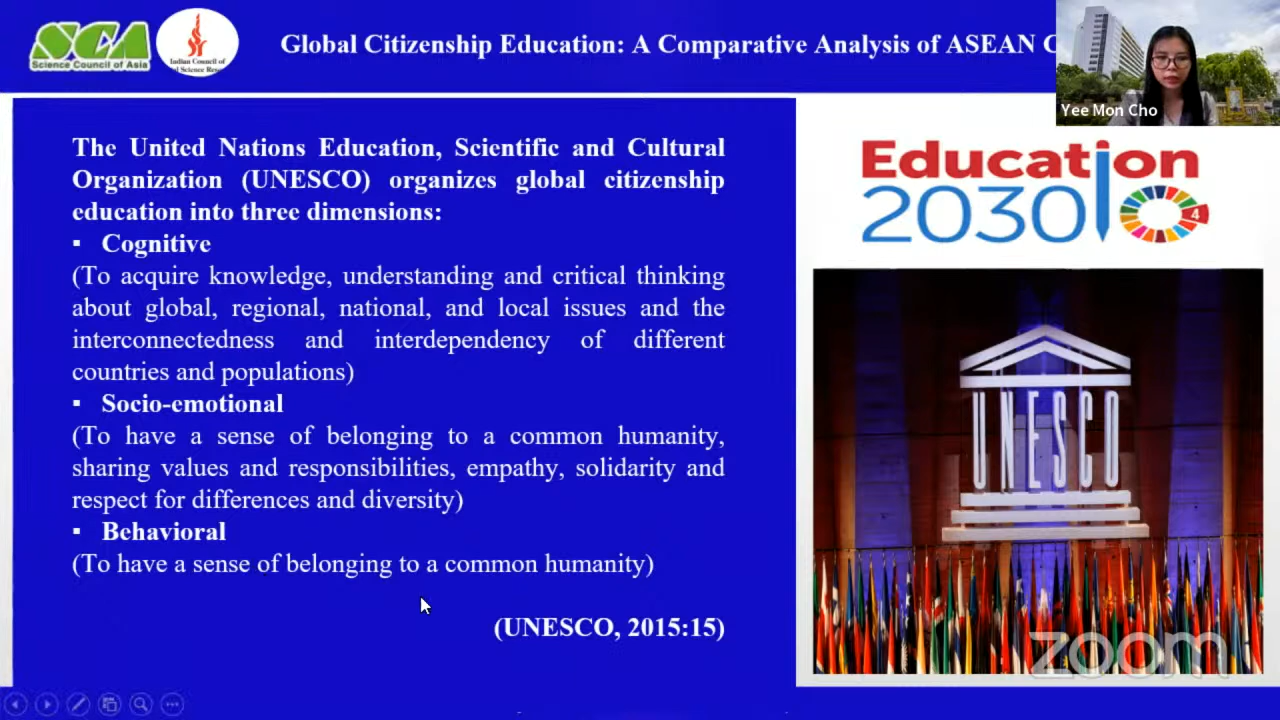 SCA
Science Council of Asia
Indian Council of
Global Citizenship Education: A Comparative Analysis of ASEAN
Yee Mon Cho
The United Nations Education, Scientific and Cultural
Organization (UNESCO) organizes global citizenship
education into three dimensions:
▪ Cognitive
(To acquire knowledge, understanding and critical thinking
about global, regional, national, and local issues and the
interconnectedness and interdependency of different
countries and populations)
▪ Socio-emotional
(To have a sense of belonging to a common humanity,
sharing values and responsibilities, empathy, solidarity and
respect for differences and diversity)
▪ Behavioral
(To have a sense of belonging to a common humanity)
(UNESCO, 2015:15)
Education
2030
4
UNESCO
zoom